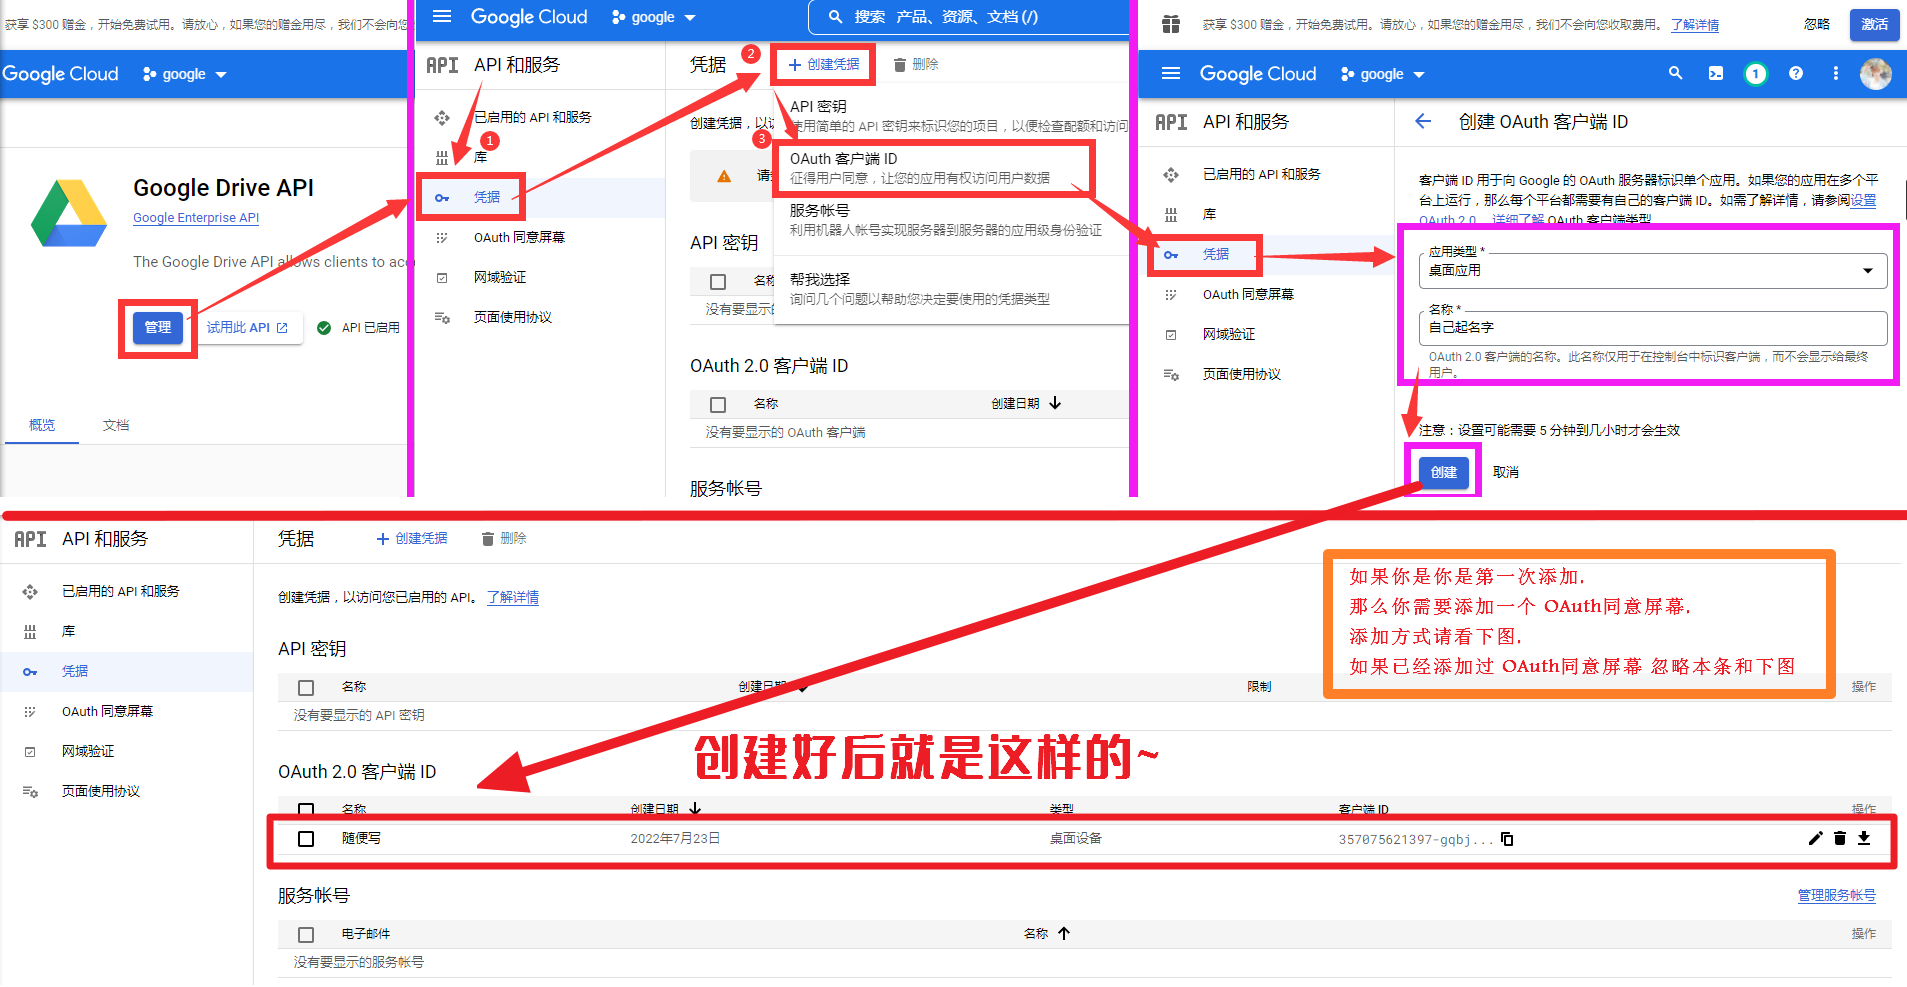 获享 $300 赠金，开始免费试用。请放心，如果您的赠金用尽，我们不会向您
Google Cloud google
Google Drive API
Google Enterprise API
The Google Drive API allows clients to acc
管理 试用此 API API 已启用
概览 文档
Google Cloud google 搜索 产品、资源、文档 (/)
API API 和服务
已启用的 API 和服务
1
库
凭据
OAuth 同意屏幕
网域验证
页面使用协议
凭据 2 创建凭据 删除
创建凭据，以访
API 密钥
使用简单的 API 密钥来标识您的项目，以便检查配额和访问
3
OAuth 客户端 ID
征得用户同意，让您的应用有权访问用户数据
服务帐号
利用机器人帐号实现服务器到服务器的应用级身份验证
帮我选择
询问几个问题以帮助您决定要使用的凭据类型
API 密钥
名称
没有要显示
OAuth 2.0 客户端 ID
名称 创建日期
没有要显示的 OAuth 客户端
服务帐号
获享 $300 赠金，开始免费试用。请放心，如果您的赠金用尽，我们不会向您收取费用。 了解详情 忽略 激活
Google Cloud google 1
API API 和服务
已启用的 API 和服务
库
凭据
OAuth 同意屏幕
网域验证
页面使用协议
创建 OAuth 客户端 ID
客户端 ID 用于向 Google 的 OAuth 服务器标识单个应用。如果您的应用在多个平
台上运行，那么每个平台都需要有自己的客户端 ID。如需了解详情，请参阅设置
OAuth 2.0。 详细了解 OAuth 客户端类型
应用类型 *
桌面应用
名称 *
自己起名字
OAuth 2.0 客户端的名称。此名称仅用于在控制台中标识客户端，而不会显示给最终
用户。
注意：设置可能需要 5 分钟到几小时才会生效
创建 取消
API API 和服务
已启用的 API 和服务
库
凭据
OAuth 同意屏幕
网域验证
页面使用协议
凭据 创建凭据 删除
创建凭据，以访问您已启用的 API。 了解详情
如果你是你是第一次添加.
那么你需要添加一个 OAuth同意屏幕.
添加方式请看下图.
如果已经添加过 OAuth同意屏幕 忽略本条和下图
API 密钥
名称 创建日期 限制 操作
没有要显示的 API 密钥
创建好后就是这样的~
OAuth 2.0 客户端 ID
名称 创建日期 类型 客户端 ID 操作
随便写 2022年7月23日 桌面设备 357075621397-gqbj...
服务帐号 管理服务帐号
电子邮件 名称 操作
没有要显示的服务帐号